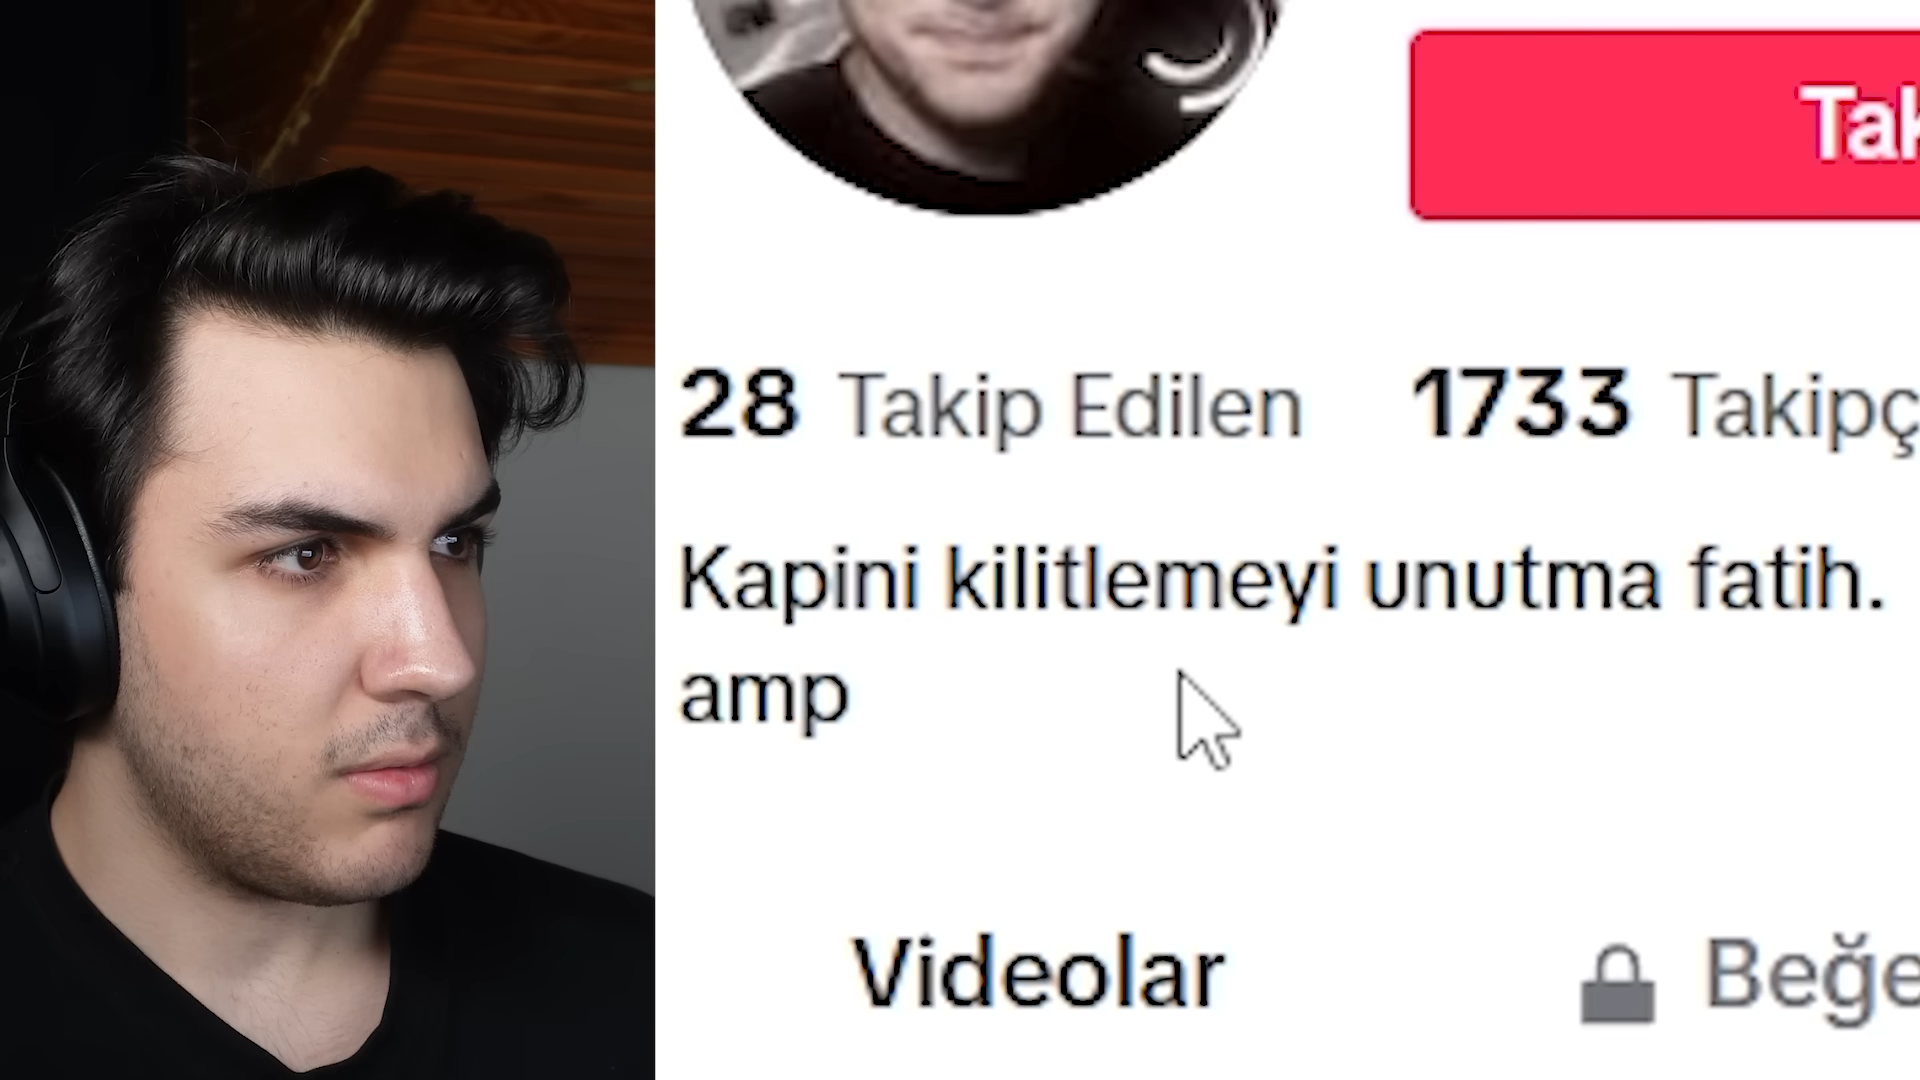 Tak
28 Takip Edilen 1733 Takipç
Kapini kilitlemeyi unutma fatih.
amp
Videolar Beğe